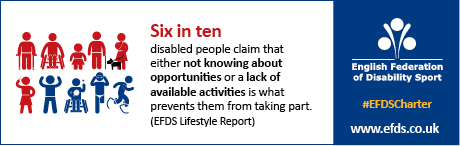 Six in ten
disabled people claim that
either not knowing about
opportunities or a lack of
available activities is what
prevents them from taking part.
(EFDS Lifestyle Report)
English Federation
of Disability Sport
#EFDSCharter
www.efds.co.uk